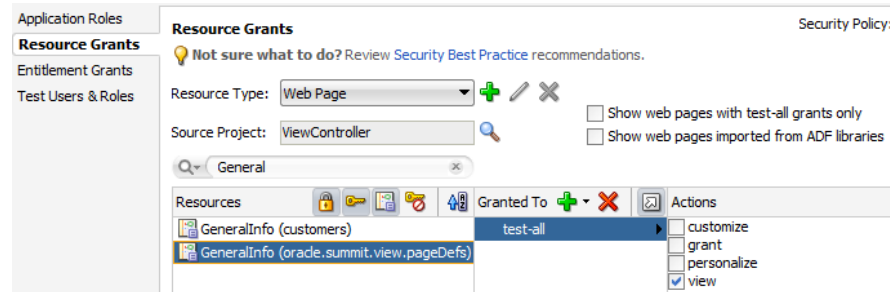 Application Roles
Resource Grants
Entitlement Grants
Test Users & Roles
Resource Grants
Security Policy:
Not sure what to do? Review Security Best Practice recommendations.
Resource Type: Web Page
Show web pages with test-all grants only
Source Project: ViewController
Show web pages imported from ADF libraries
General
Resources Granted To Actions
GeneralInfo (customers)
GeneralInfo (oracle.summit.view.pageDefs)
test-all
customize
grant
personalize
view